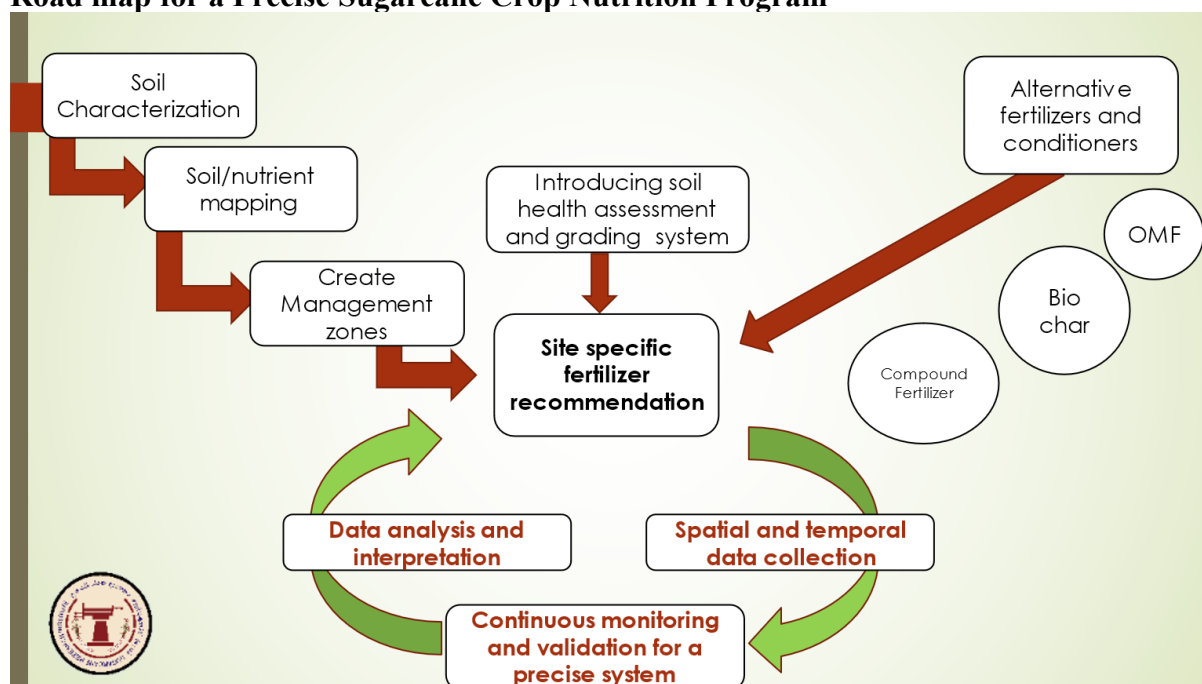 Road map for a Precise Sugarcane Crop Nutrition Program
Soil
Characterization
Soil/nutrient
mapping
Create
Management
zones
Introducing soil
health assessment
and grading system
Alternative
fertilizers and
conditioners
OMF
Bio
char
Compound
Fertilizer
Site specific
fertilizer
recommendation
Data analysis and
interpretation
Spatial and temporal
data collection
Continuous monitoring
and validation for a
precise system